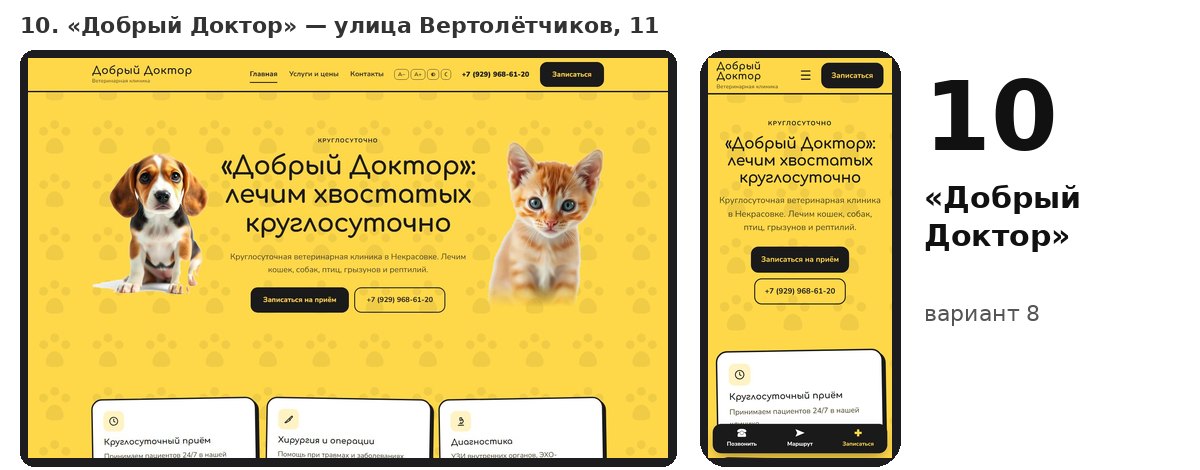 10. «Добрый Доктор» — улица Вертолётчиков, 11
Добрый Доктор
Ветеринарная клиника
Главная
Услуги и цены
Контакты
A-
A+
+7 (929) 968-61-20
Записаться
КРУГЛОСУТОЧНО
«Добрый Доктор»:
лечим хвостатых
круглосуточно
Круглосуточная ветеринарная клиника в Некрасовке. Лечим
кошек, собак, птиц, грызунов и рептилий.
Записаться на приём
+7 (929) 968-61-20
Круглосуточный приём
Принимаем пациентов 24/7 в нашей
Хирургия и операции
Помощь при травмах и заболеваниях
Диагностика
УЗИ внутренних органов, ЭХО-
Добрый
Доктор
Ветеринарная клиника
Записаться
КРУГЛОСУТОЧНО
«Добрый Доктор»:
лечим хвостатых
круглосуточно
Круглосуточная ветеринарная клиника
в Некрасовке. Лечим кошек, собак,
птиц, грызунов и рептилий.
Записаться на приём
+7 (929) 968-61-20
Круглосуточный приём
Принимаем пациентов 24/7 в нашей
Позвонить
Маршрут
Записаться
10
«Добрый
Доктор»
вариант 8